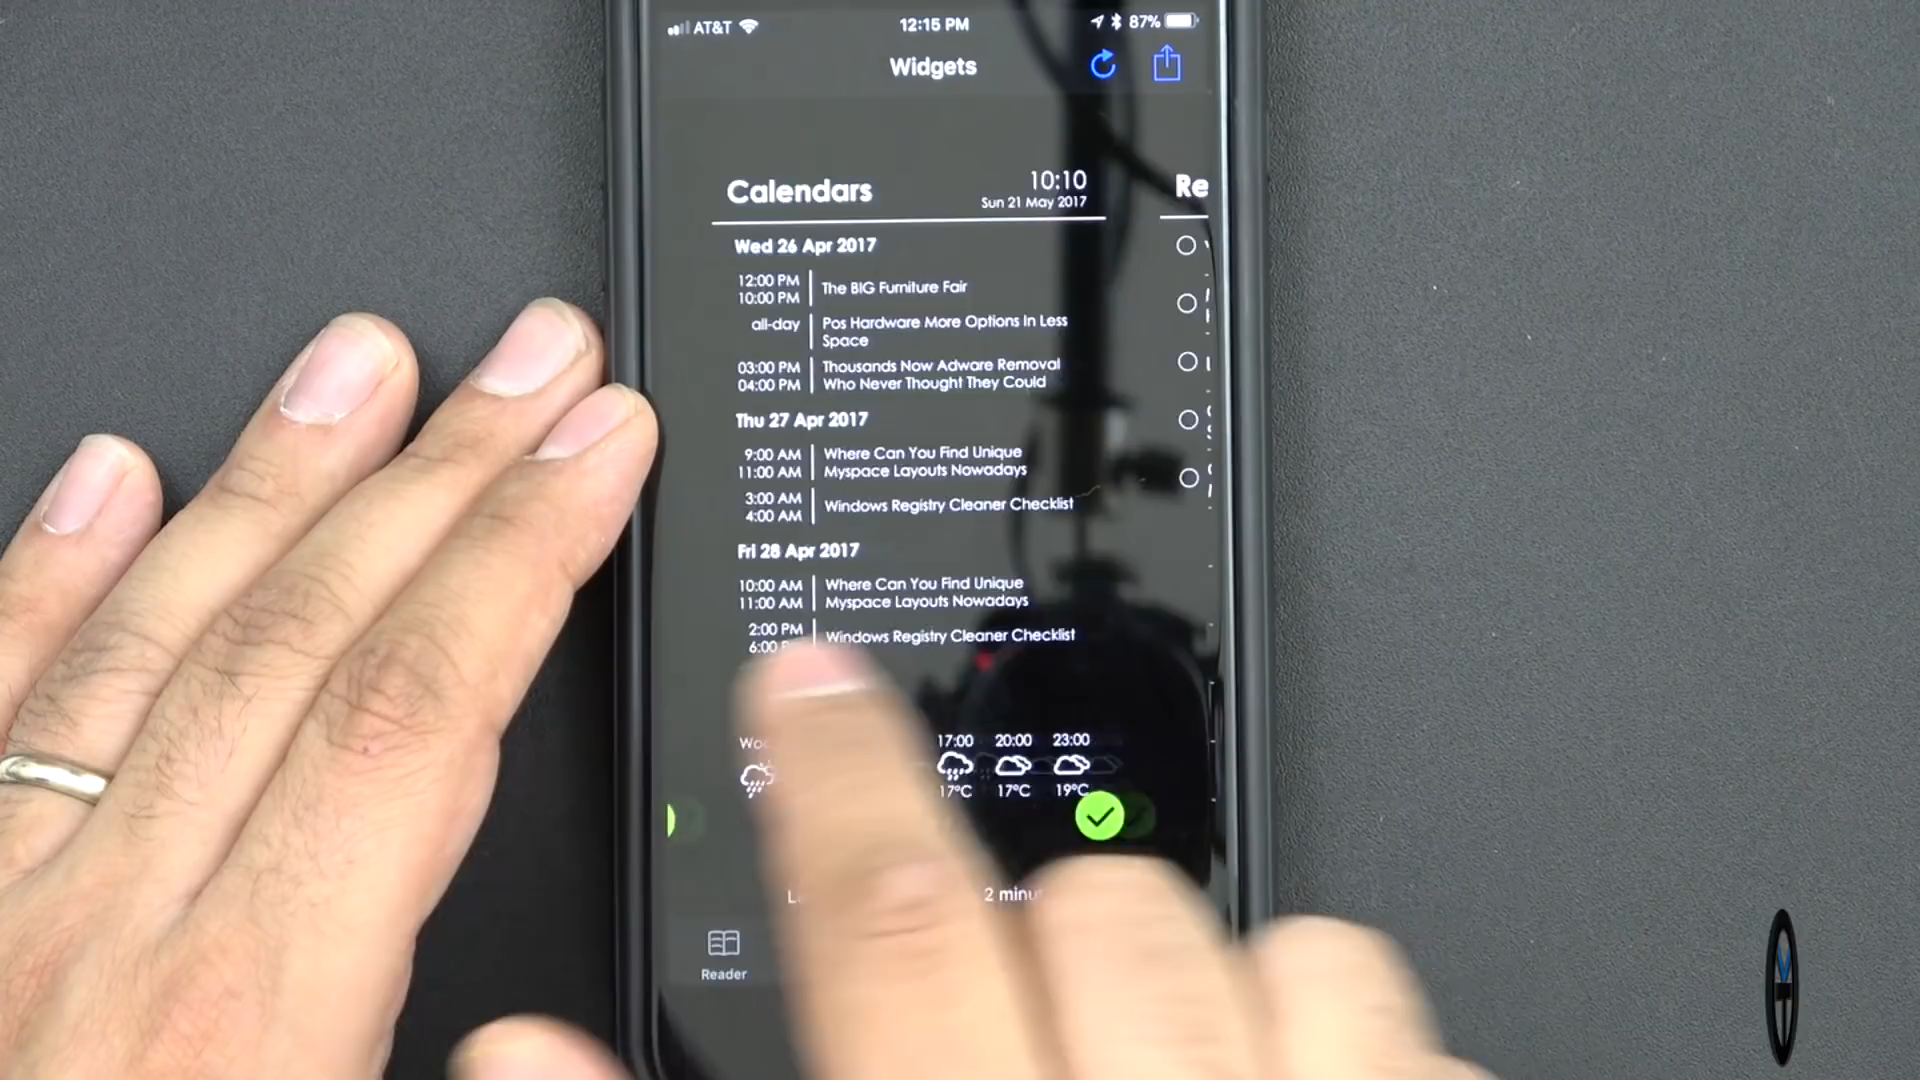 AT&T 12:15 PM 87%
Widgets
Calendars
10:10
Sun 21 May 2017
Re
Wed 26 Apr 2017
12:00 PM
10:00 PM
The BIG Furniture Fair
all-day
Pos Hardware More Options In Less
Space
03:00 PM
04:00 PM
Thousands Now Adware Removal
Who Never Thought They Could
Thu 27 Apr 2017
9:00 AM
11:00 AM
Where Can You Find Unique
Myspace Layouts Nowadays
3:00 AM
4:00 AM
Windows Registry Cleaner Checklist
Fri 28 Apr 2017
10:00 AM
11:00 AM
Where Can You Find Unique
Myspace Layouts Nowadays
2:00 PM
6:00
Windows Registry Cleaner Checklist
17:00 20:00 23:00
17°C 17°C 19°C
2
Reader